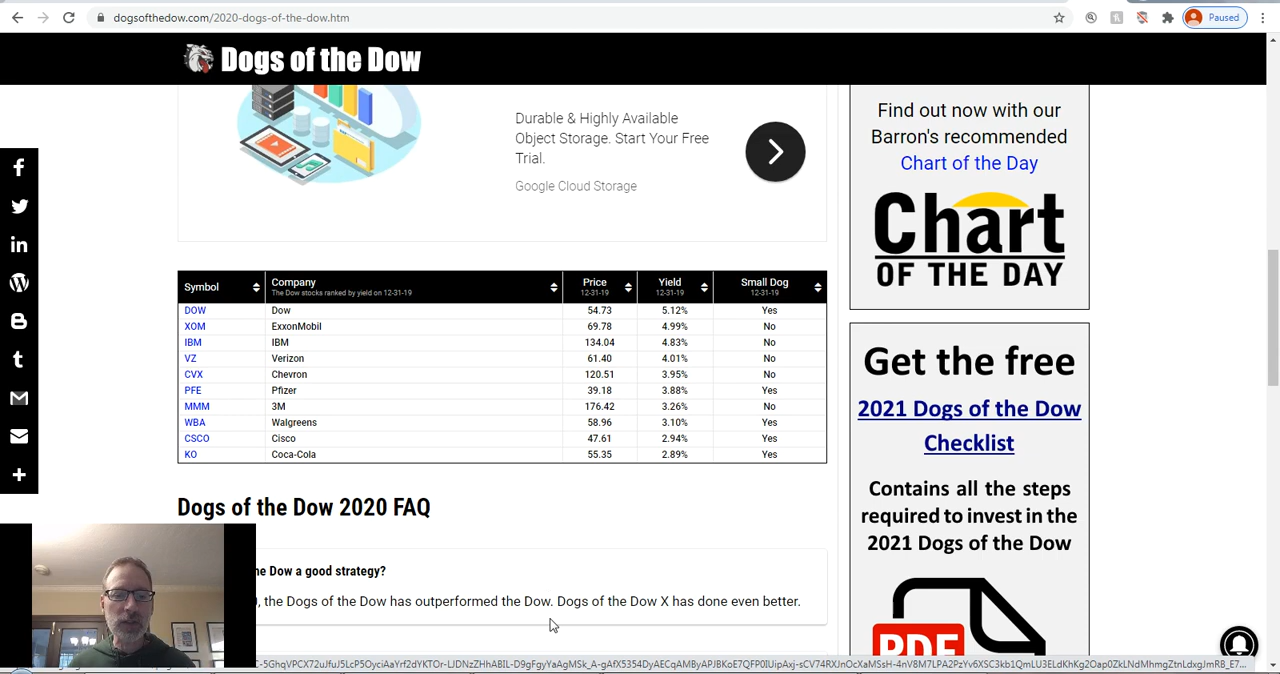 dogsofthedow.com/2020-dogs-of-the-dow.htm
Paused
Dogs of the Dow
Durable & Highly Available
Object Storage. Start Your Free
Trial.
Google Cloud Storage
Find out now with our
Barron's recommended
Chart of the Day
Chart
OF THE DAY
Symbol Company Price Yield Small Dog
The Dow stocks ranked by yield on 12-31-19 12-31-19 12-31-19 12-31-19
DOW Dow 54.73 5.12% Yes
XOM ExxonMobil 69.78 4.99% No
IBM IBM 134.04 4.83% No
VZ Verizon 61.40 4.01% No
CVX Chevron 120.51 3.95% No
PFE Pfizer 39.18 3.88% Yes
MMM 3M 176.42 3.26% No
WBA Walgreens 58.96 3.10% Yes
CSCO Cisco 47.61 2.94% Yes
KO Coca-Cola 55.35 2.89% Yes
Dogs of the Dow 2020 FAQ
he Dow a good strategy?
, the Dogs of the Dow has outperformed the Dow. Dogs of the Dow X has done even better.
Get the free
2021 Dogs of the Dow
Checklist
Contains all the steps
required to invest in the
2021 Dogs of the Dow
PDF